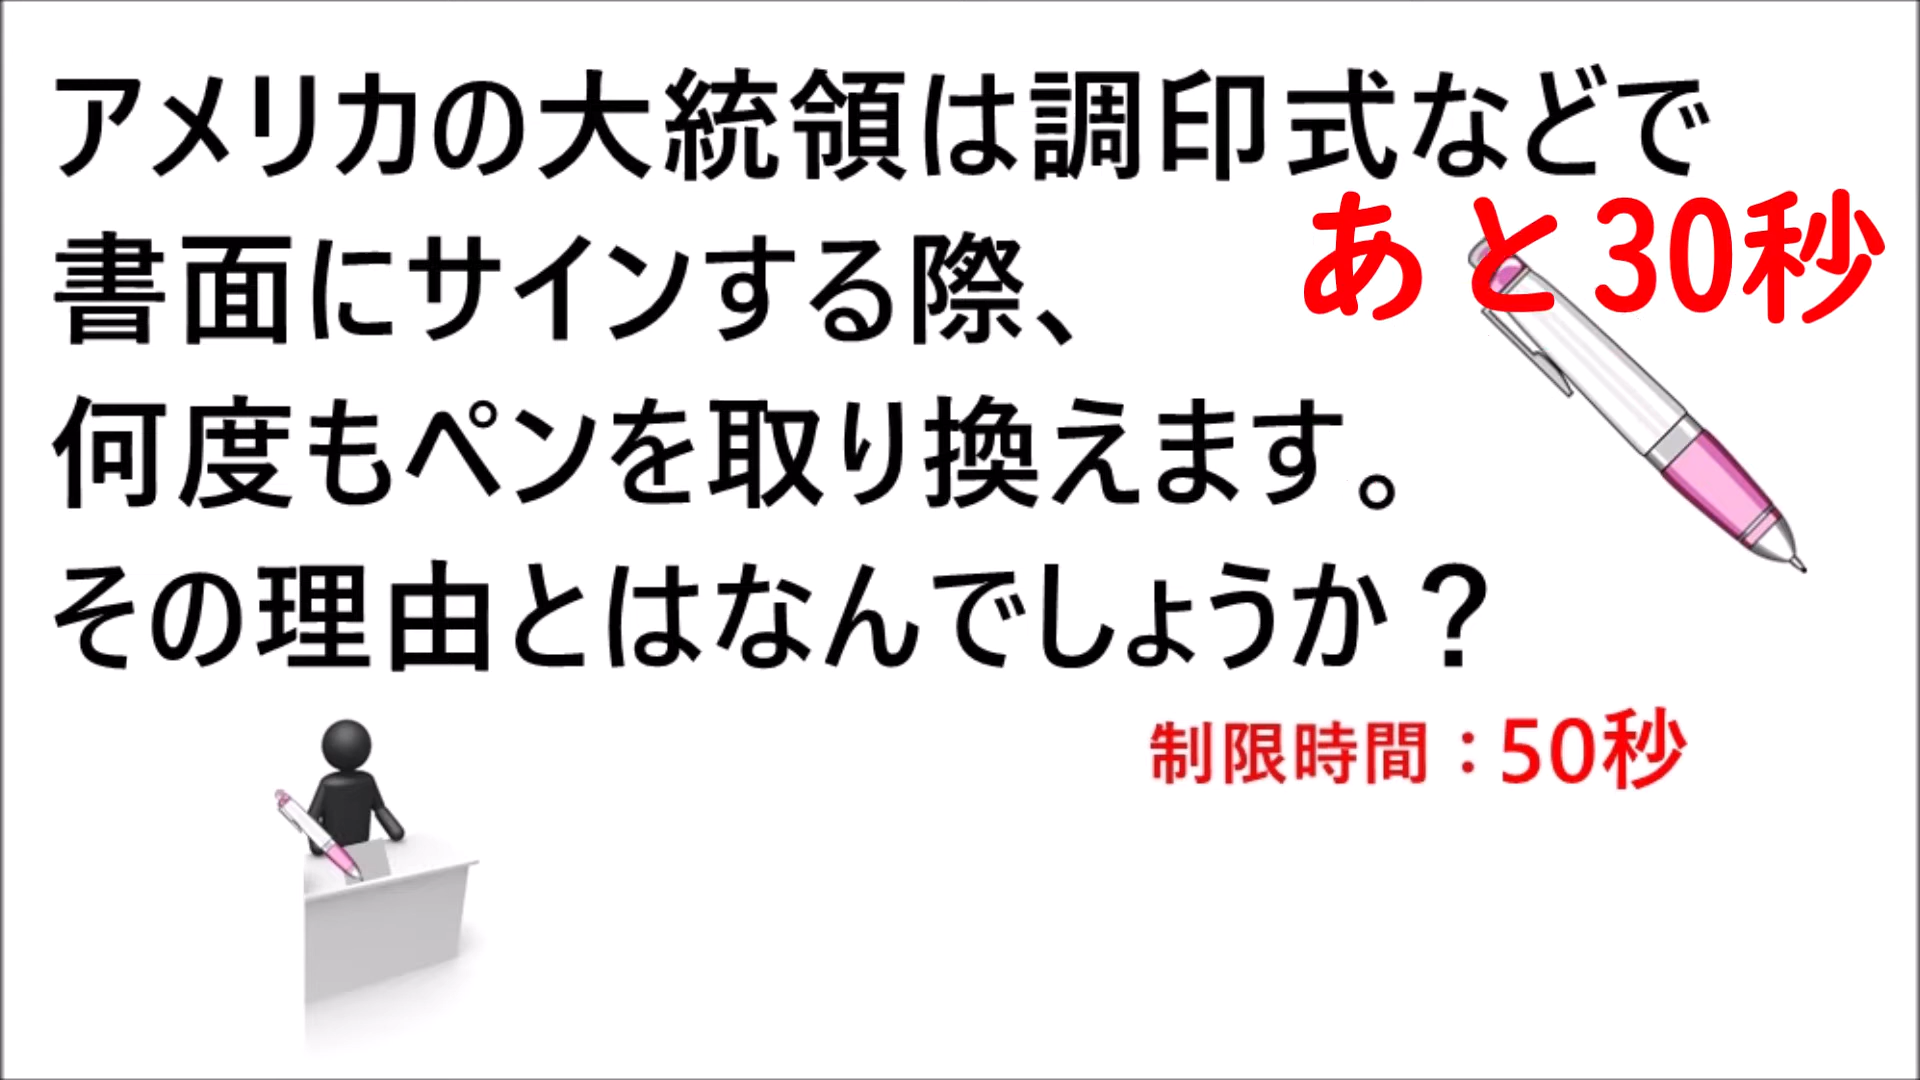 アメリカの大統領は調印式などで
あと30秒
書面にサインする際、
何度もペンを取り換えます。
その理由とはなんでしょうか？
制限時間：50秒